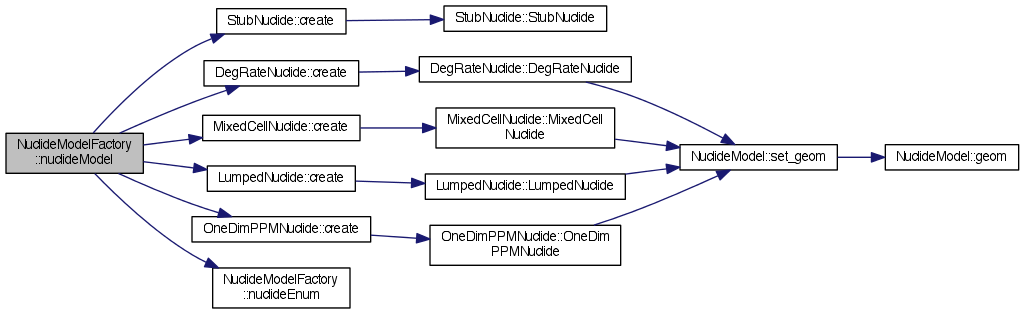 NuclideModelFactory
::nuclideModel
StubNuclide::create
StubNuclide::StubNuclide
DegRateNuclide::create
DegRateNuclide::DegRateNuclide
MixedCellNuclide::create
MixedCellNuclide::MixedCell
Nuclide
LumpedNuclide::create
LumpedNuclide::LumpedNuclide
OneDimPPMNuclide::create
OneDimPPMNuclide::OneDim
PPMNuclide
NuclideModelFactory
::nuclideEnum
NuclideModel::set_geom
NuclideModel::geom